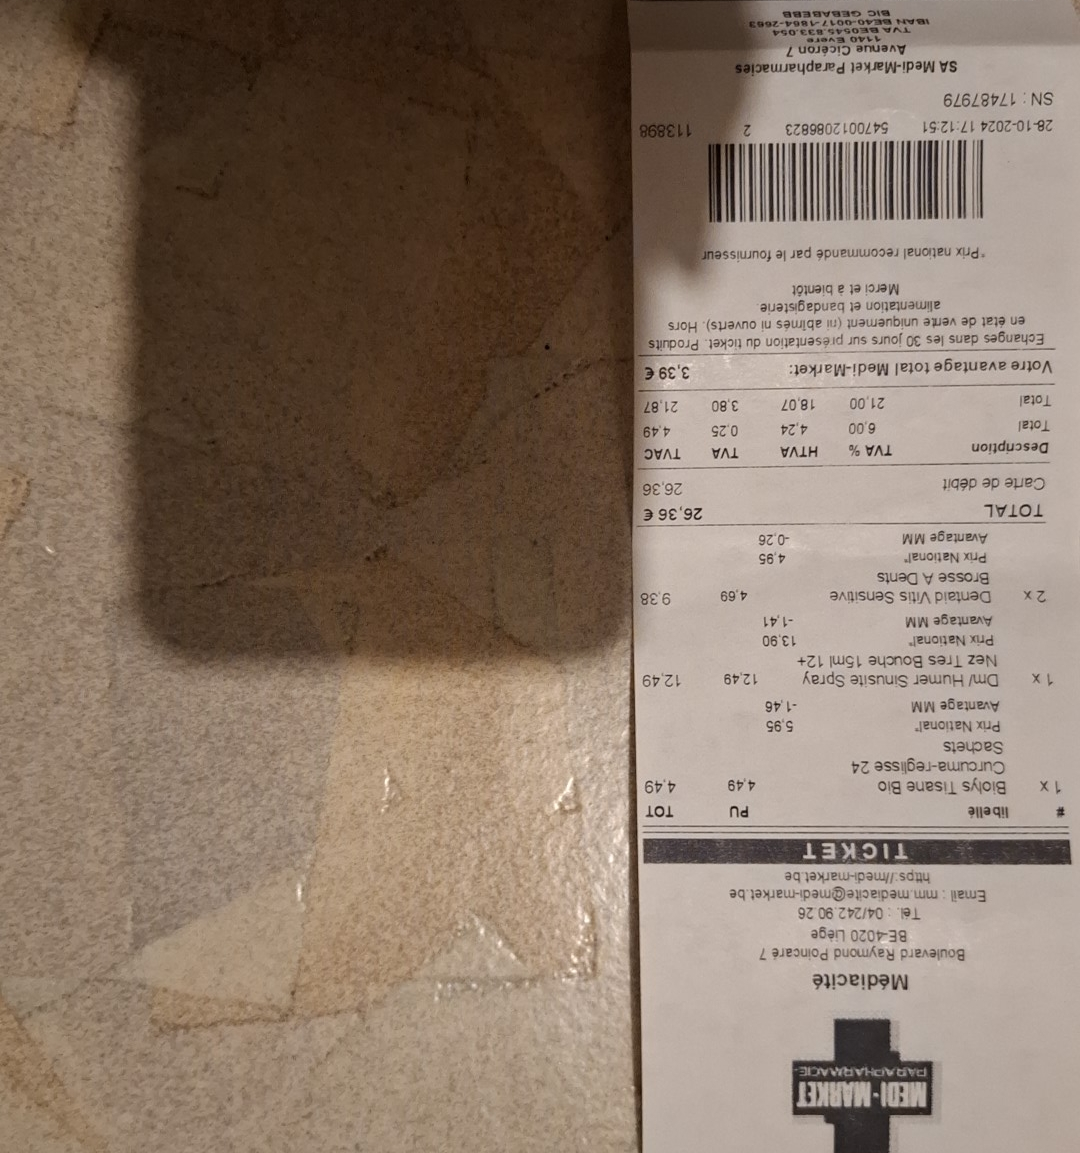 MEDI-MARKET
PARAPHARMACIE
Médiacité
Boulevard Raymond Poincaré 7
BE-4020 Liège
Tél. : 04/242.90.26
Email : mm.mediacite@medi-market.be
https://medi-market.be
TICKET
# libellé PU TOT
1 x Biolys Tisane Bio 4,49 4,49
Curcuma-reglisse 24
Sachets
Prix National* 5,95
Avantage MM -1,46
1 x Dm/ Humer Sinusite Spray 12,49 12,49
Nez Tres Bouche 15ml 12+
Prix National* 13,90
Avantage MM -1,41
2 x Dentaid Vitis Sensitive 4,69 9,38
Brosse A Dents
Prix National* 4,95
Avantage MM -0,26
TOTAL 26,36 €
Carte de débit 26,36
Description TVA % HTVA TVA TVAC
Total 6,00 4,24 0,25 4,49
Total 21,00 18,07 3,80 21,87
Votre avantage total Medi-Market: 3,39 €
Echanges dans les 30 jours sur présentation du ticket. Produits
en état de vente uniquement (ni abîmés ni ouverts). Hors
alimentation et bandagisterie.
Merci et à bientôt
*Prix national recommandé par le fournisseur
28-10-2024 17:12:51 5470012086823 2 113898
SN : 17487979
SA Medi-Market Parapharmacies
Avenue Cicéron 7
1140 Evere
TVA BE0545.833.054
IBAN BE40-0017-1864-2663
BIC GEBABEBB